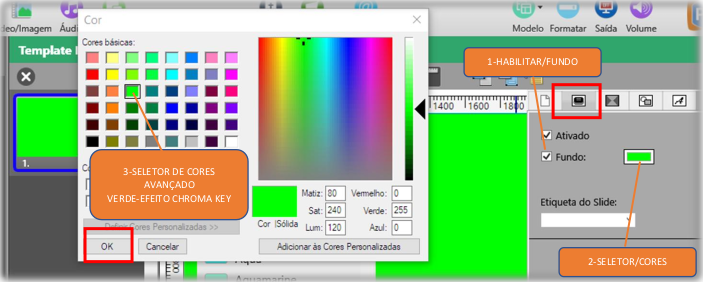 deo/Imagem
Áudi
Modelo
Formatar
Saída
Volume
Template
Cor
Cores básicas:
1-HABILITAR/FUNDO
1400
1600
1800
Ativado
Fundo:
1.
3-SELETOR DE CORES
AVANÇADO
VERDE-EFEITO CHROMA KEY
Matiz: 80
Vermelho: 0
Sat: 240
Verde: 255
Cor |Sólida
Lum: 120
Azul: 0
Etiqueta do Slide:
Definir Cores Personalizadas >>
OK
Cancelar
Adicionar às Cores Personalizadas
2-SELETOR/CORES
Aquamarine